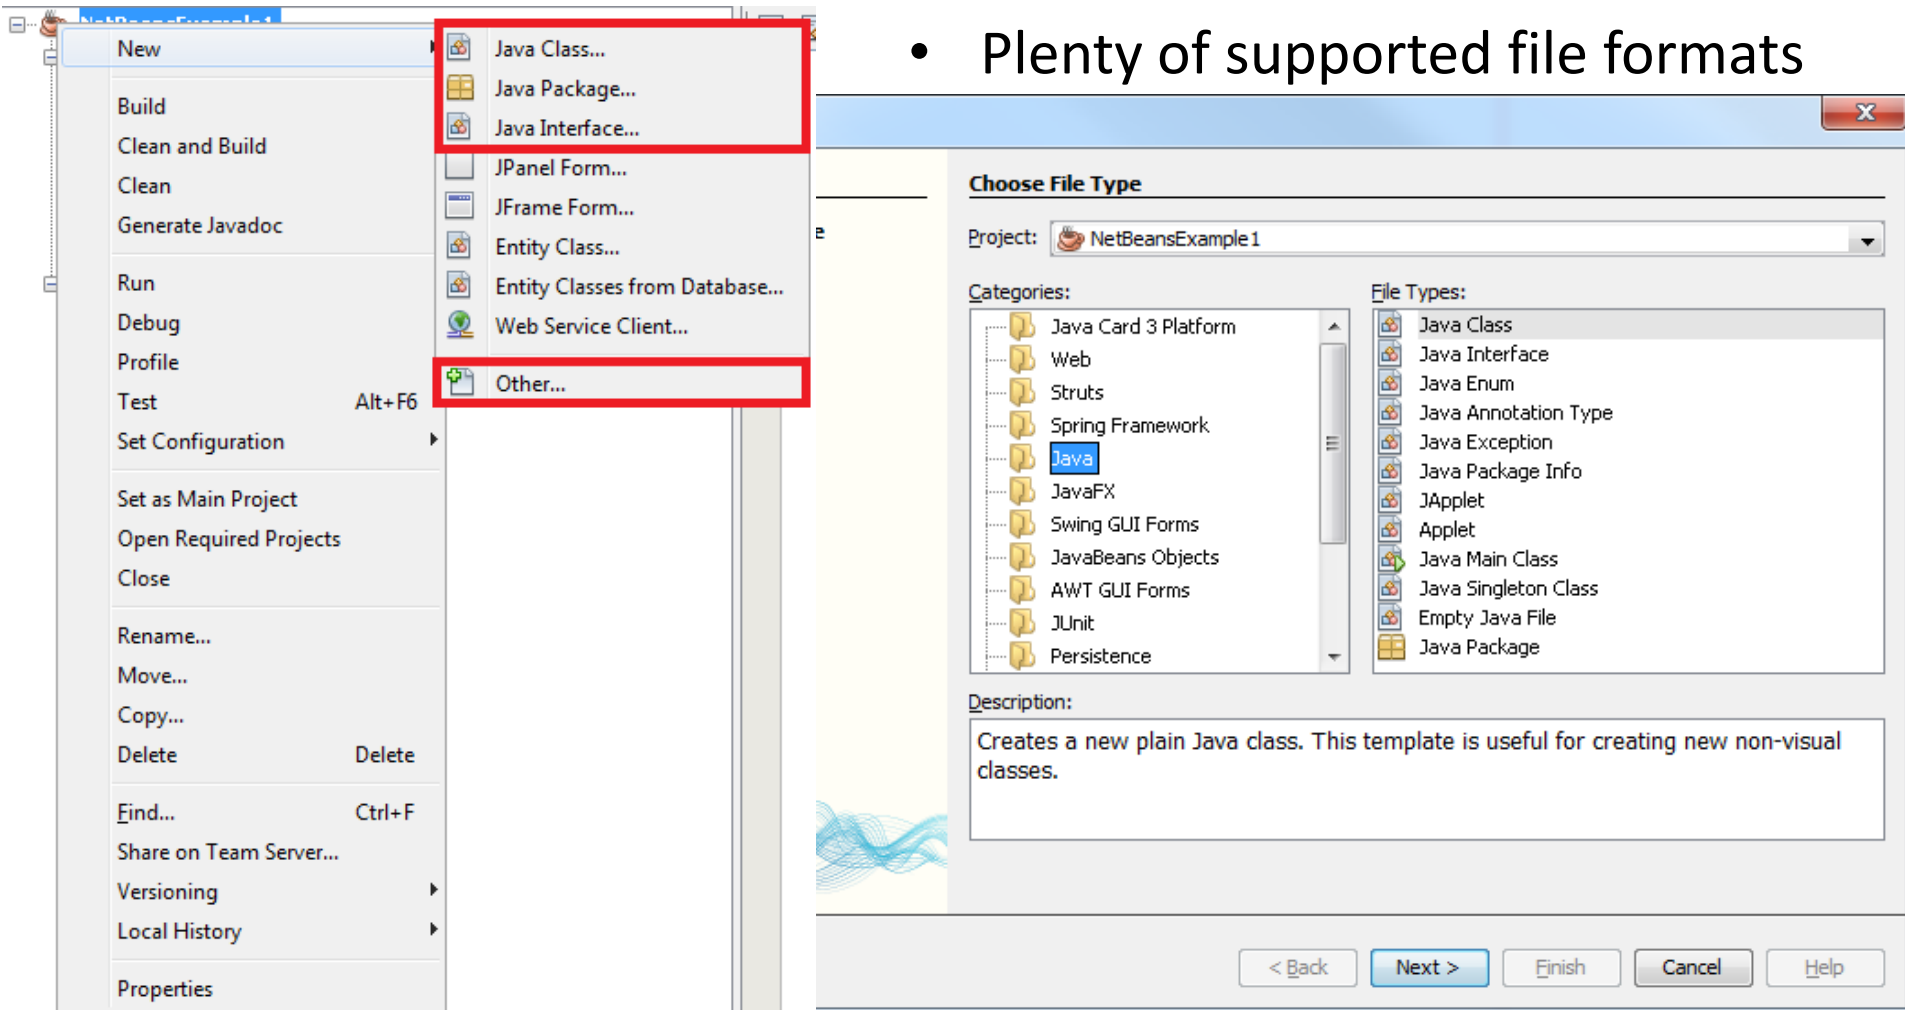 NetBeansExample1
New
Build
Clean and Build
Clean
Generate Javadoc
Run
Debug
Profile
Test Alt+F6
Set Configuration
Set as Main Project
Open Required Projects
Close
Rename...
Move...
Copy...
Delete Delete
Find... Ctrl+F
Share on Team Server...
Versioning
Local History
Properties
Java Class...
Java Package...
Java Interface...
JPanel Form...
JFrame Form...
Entity Class...
Entity Classes from Database...
Web Service Client...
Other...
• Plenty of supported file formats
e
Choose File Type
Project: NetBeansExample1
Categories:
Java Card 3 Platform
Web
Struts
Spring Framework
Java
JavaFX
Swing GUI Forms
JavaBeans Objects
AWT GUI Forms
JUnit
Persistence
File Types:
Java Class
Java Interface
Java Enum
Java Annotation Type
Java Exception
Java Package Info
JApplet
Applet
Java Main Class
Java Singleton Class
Empty Java File
Java Package
Description:
Creates a new plain Java class. This template is useful for creating new non-visual
classes.
< Back Next > Finish Cancel Help